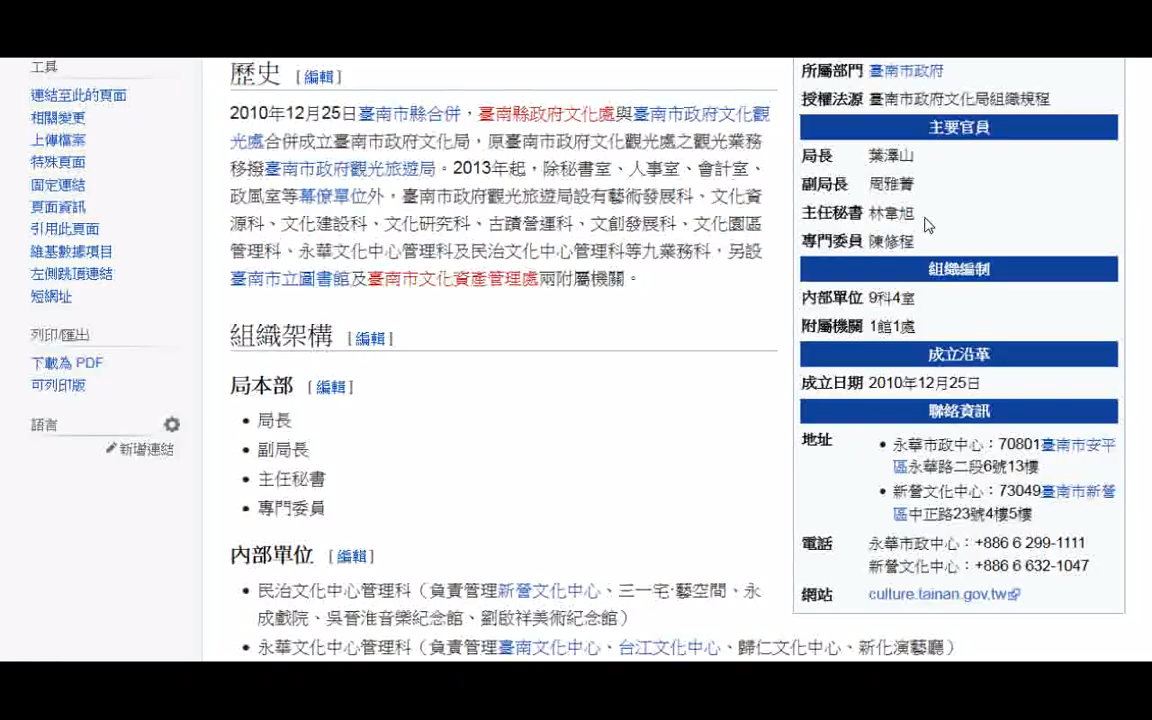 工具
連結至此的頁面
相關變更
上傳檔案
特殊頁面
固定連結
頁面資訊
引用此頁面
維基數據項目
左側跳頂連結
短網址
列印/匯出
下載為 PDF
可列印版
語言
新增連結
歷史 [編輯]
2010年12月25日臺南市縣合併，臺南縣政府文化處與臺南市政府文化觀
光處合併成立臺南市政府文化局，原臺南市政府文化觀光處之觀光業務
移撥臺南市政府觀光旅遊局。2013年起，除秘書室、人事室、會計室、
政風室等幕僚單位外，臺南市政府觀光旅遊局設有藝術發展科、文化資
源科、文化建設科、文化研究科、古蹟營運科、文創發展科、文化園區
管理科、永華文化中心管理科及民治文化中心管理科等九業務科，另設
臺南市立圖書館及臺南市文化資產管理處兩附屬機關。
組織架構 [編輯]
局本部 [編輯]
• 局長
• 副局長
• 主任秘書
• 專門委員
內部單位 [編輯]
• 民治文化中心管理科（負責管理新營文化中心、三一宅‧藝空間、永
成戲院、吳晉淮音樂紀念館、劉啟祥美術紀念館）
• 永華文化中心管理科（負責管理臺南文化中心、台江文化中心、歸仁文化中心、新化演藝廳）
所屬部門 臺南市政府
授權法源 臺南市政府文化局組織規程
主要官員
局長 葉澤山
副局長 周雅菁
主任秘書 林韋旭
專門委員 陳修程
組織編制
內部單位 9科4室
附屬機關 1館1處
成立沿革
成立日期 2010年12月25日
聯絡資訊
地址 • 永華市政中心：70801臺南市安平
區永華路二段6號13樓
• 新營文化中心：73049臺南市新營
區中正路23號4樓5樓
電話 永華市政中心：+886 6 299-1111
新營文化中心：+886 6 632-1047
網站 culture.tainan.gov.tw